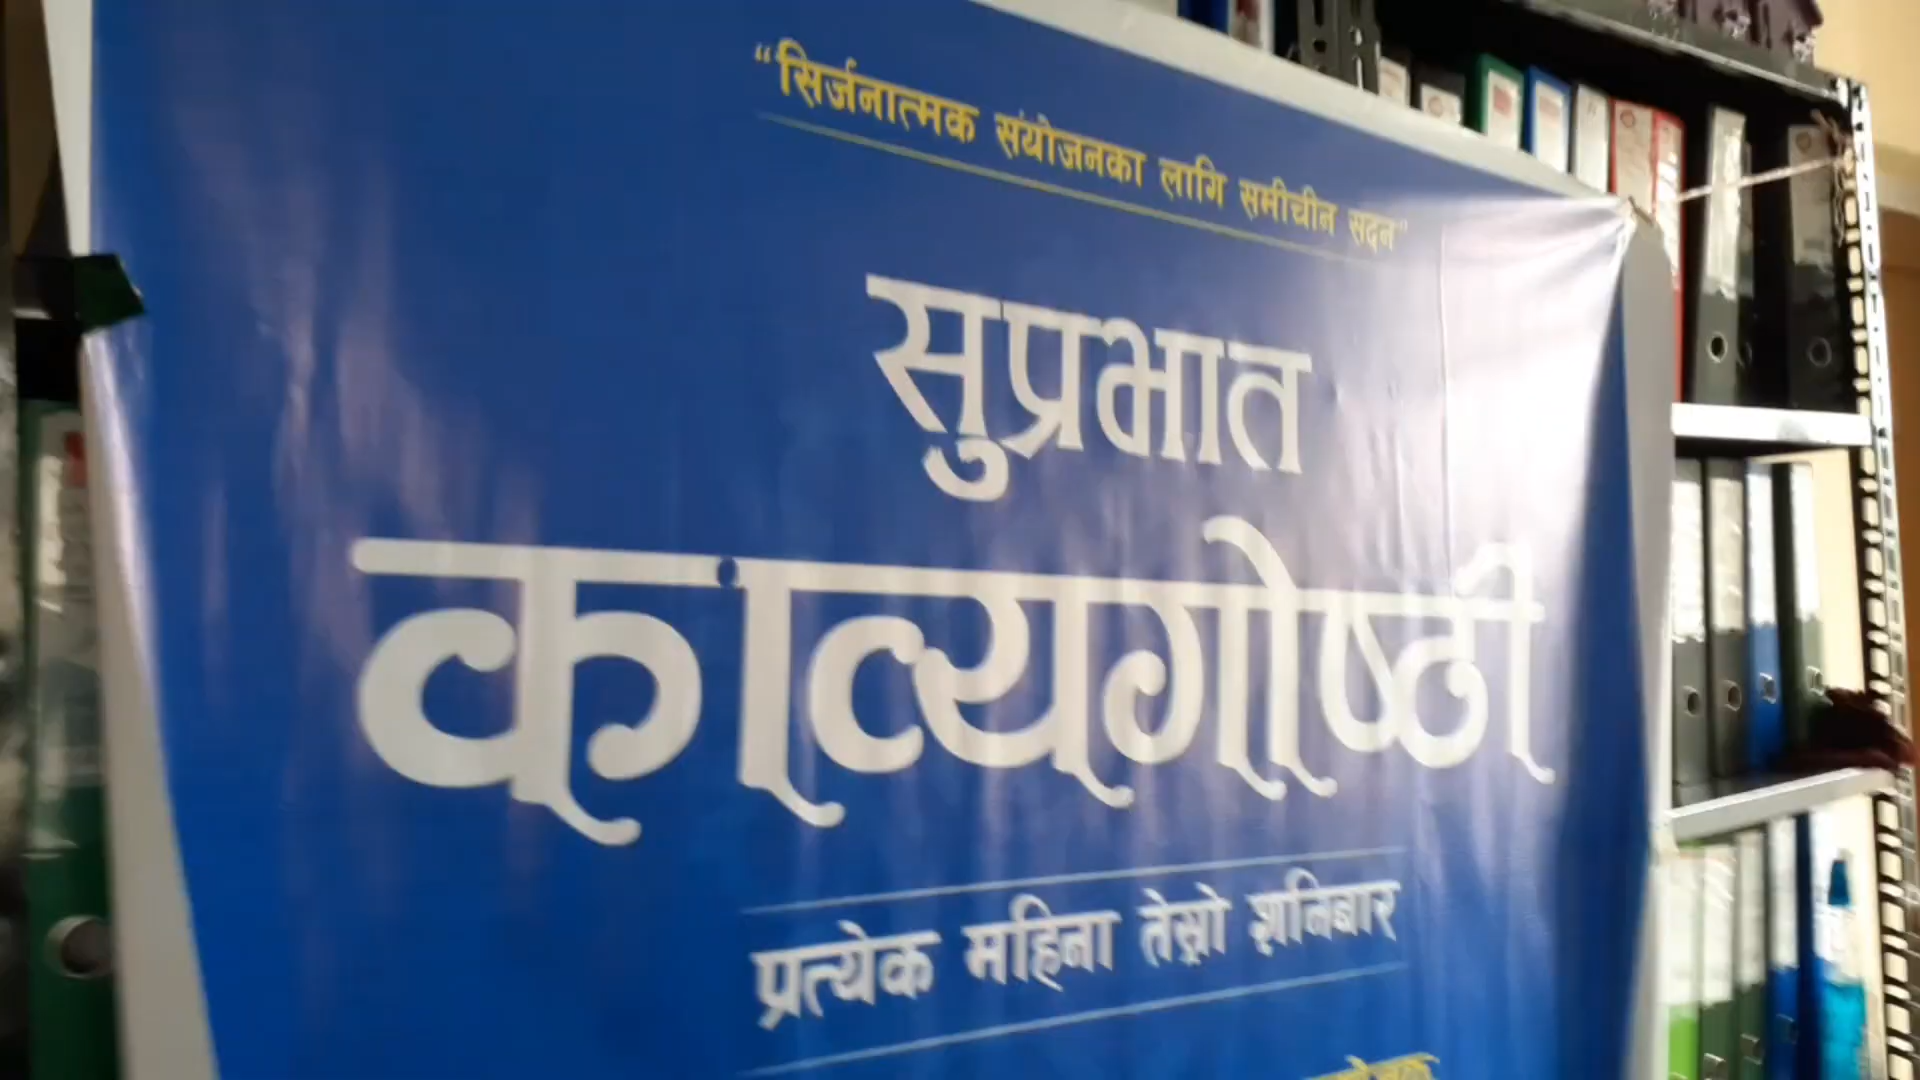 “सिर्जनात्मक संयोजनका लागि समीचीन सदन”
सुप्रभात
काव्यगोष्ठी
प्रत्येक महिना तेस्रो शनिबार